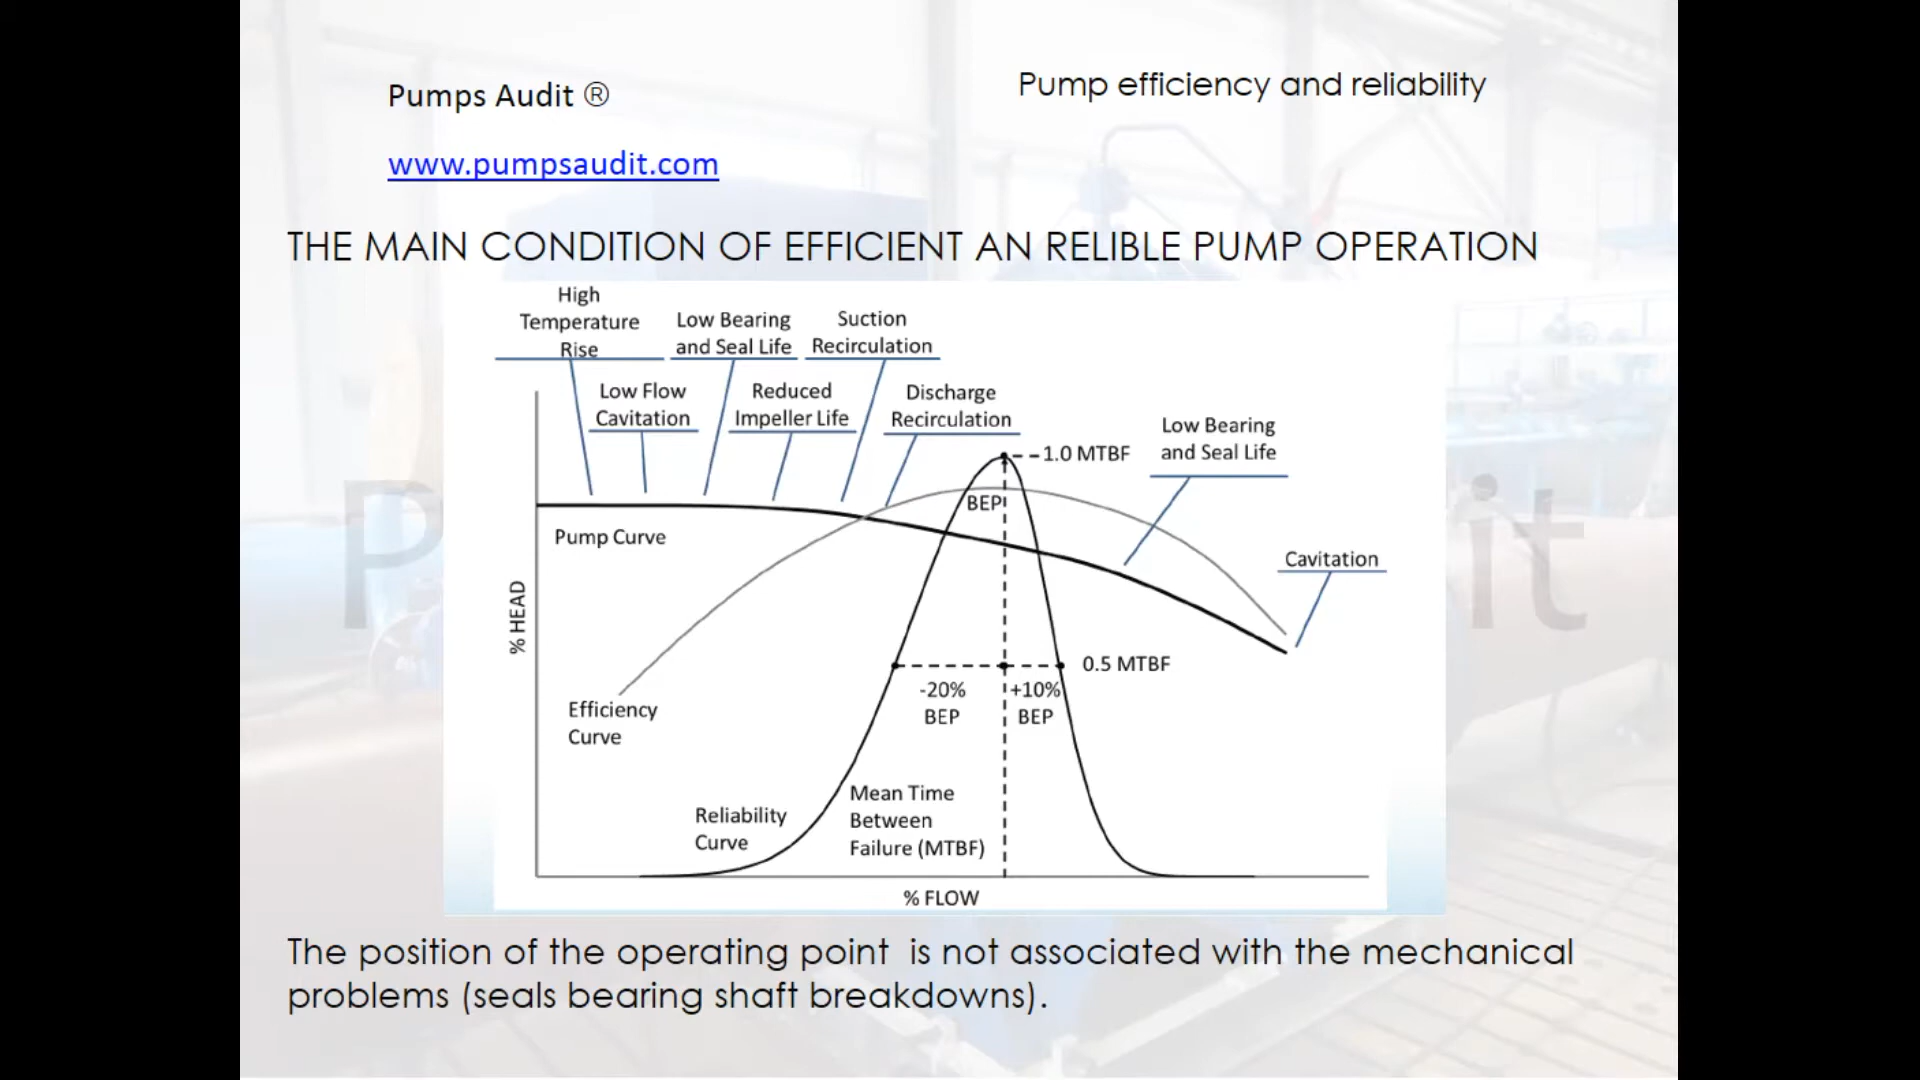 Pumps Audit ®
Pump efficiency and reliability
www.pumpsaudit.com
THE MAIN CONDITION OF EFFICIENT AN RELIBLE PUMP OPERATION
High
Temperature
Rise
Low Bearing
and Seal Life
Suction
Recirculation
Low Flow
Cavitation
Reduced
Impeller Life
Discharge
Recirculation
1.0 MTBF
Low Bearing
and Seal Life
BEP
Pump Curve
Cavitation
% HEAD
0.5 MTBF
-20%
BEP
+10%
BEP
Efficiency
Curve
Reliability
Curve
Mean Time
Between
Failure (MTBF)
% FLOW
The position of the operating point  is not associated with the mechanical
problems (seals bearing shaft breakdowns).